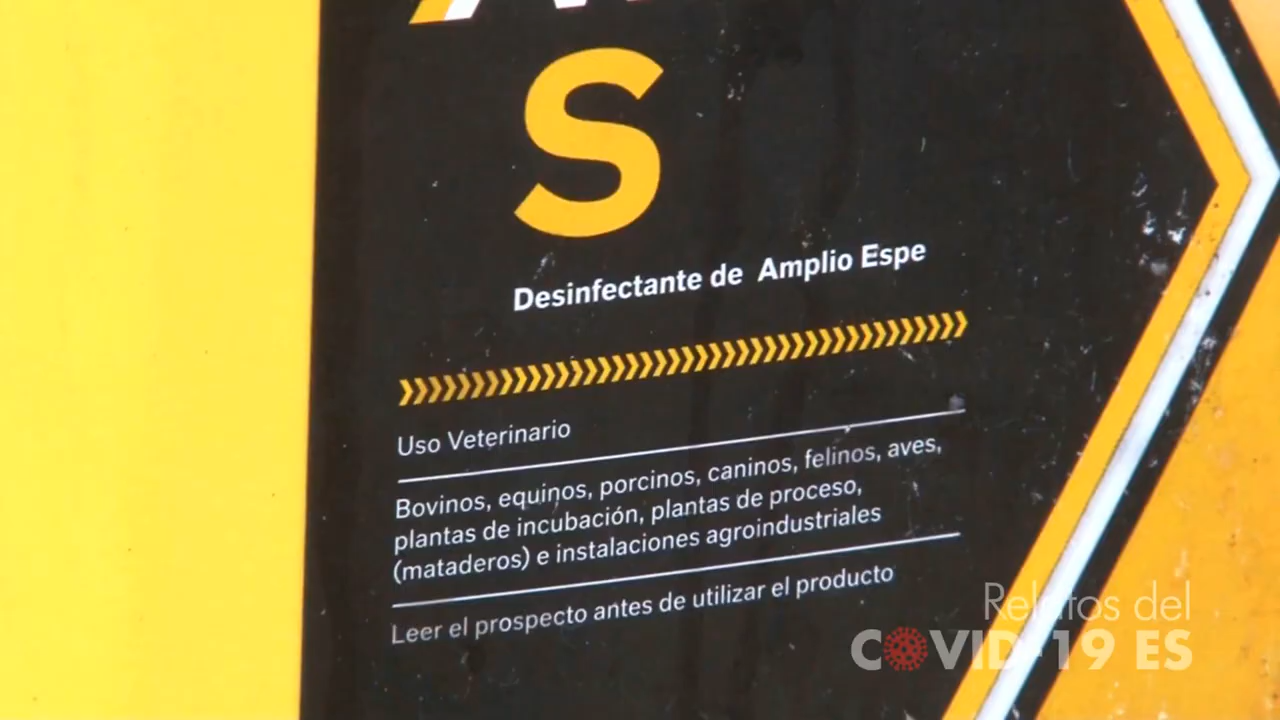 S
Desinfectante de Amplio Espe
Uso Veterinario
Bovinos, equinos, porcinos, caninos, felinos, aves,
plantas de incubación, plantas de proceso,
(mataderos) e instalaciones agroindustriales
Leer el prospecto antes de utilizar el producto
Relatos del
COVID-19 ES